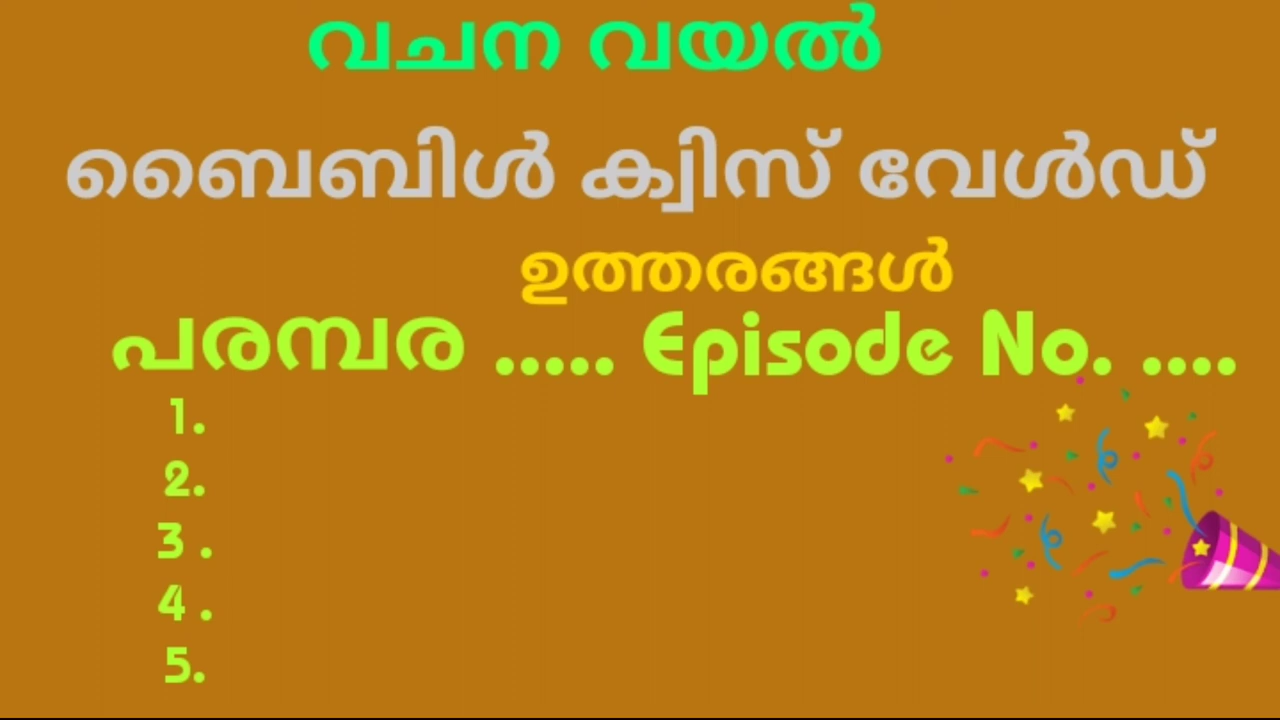 വചന വയൽ
ബൈബിൾ ക്വിസ് വേൾഡ്
ഉത്തരങ്ങൾ
പരമ്പര ..... Episode No. ....
1.
2.
3 .
4 .
5.